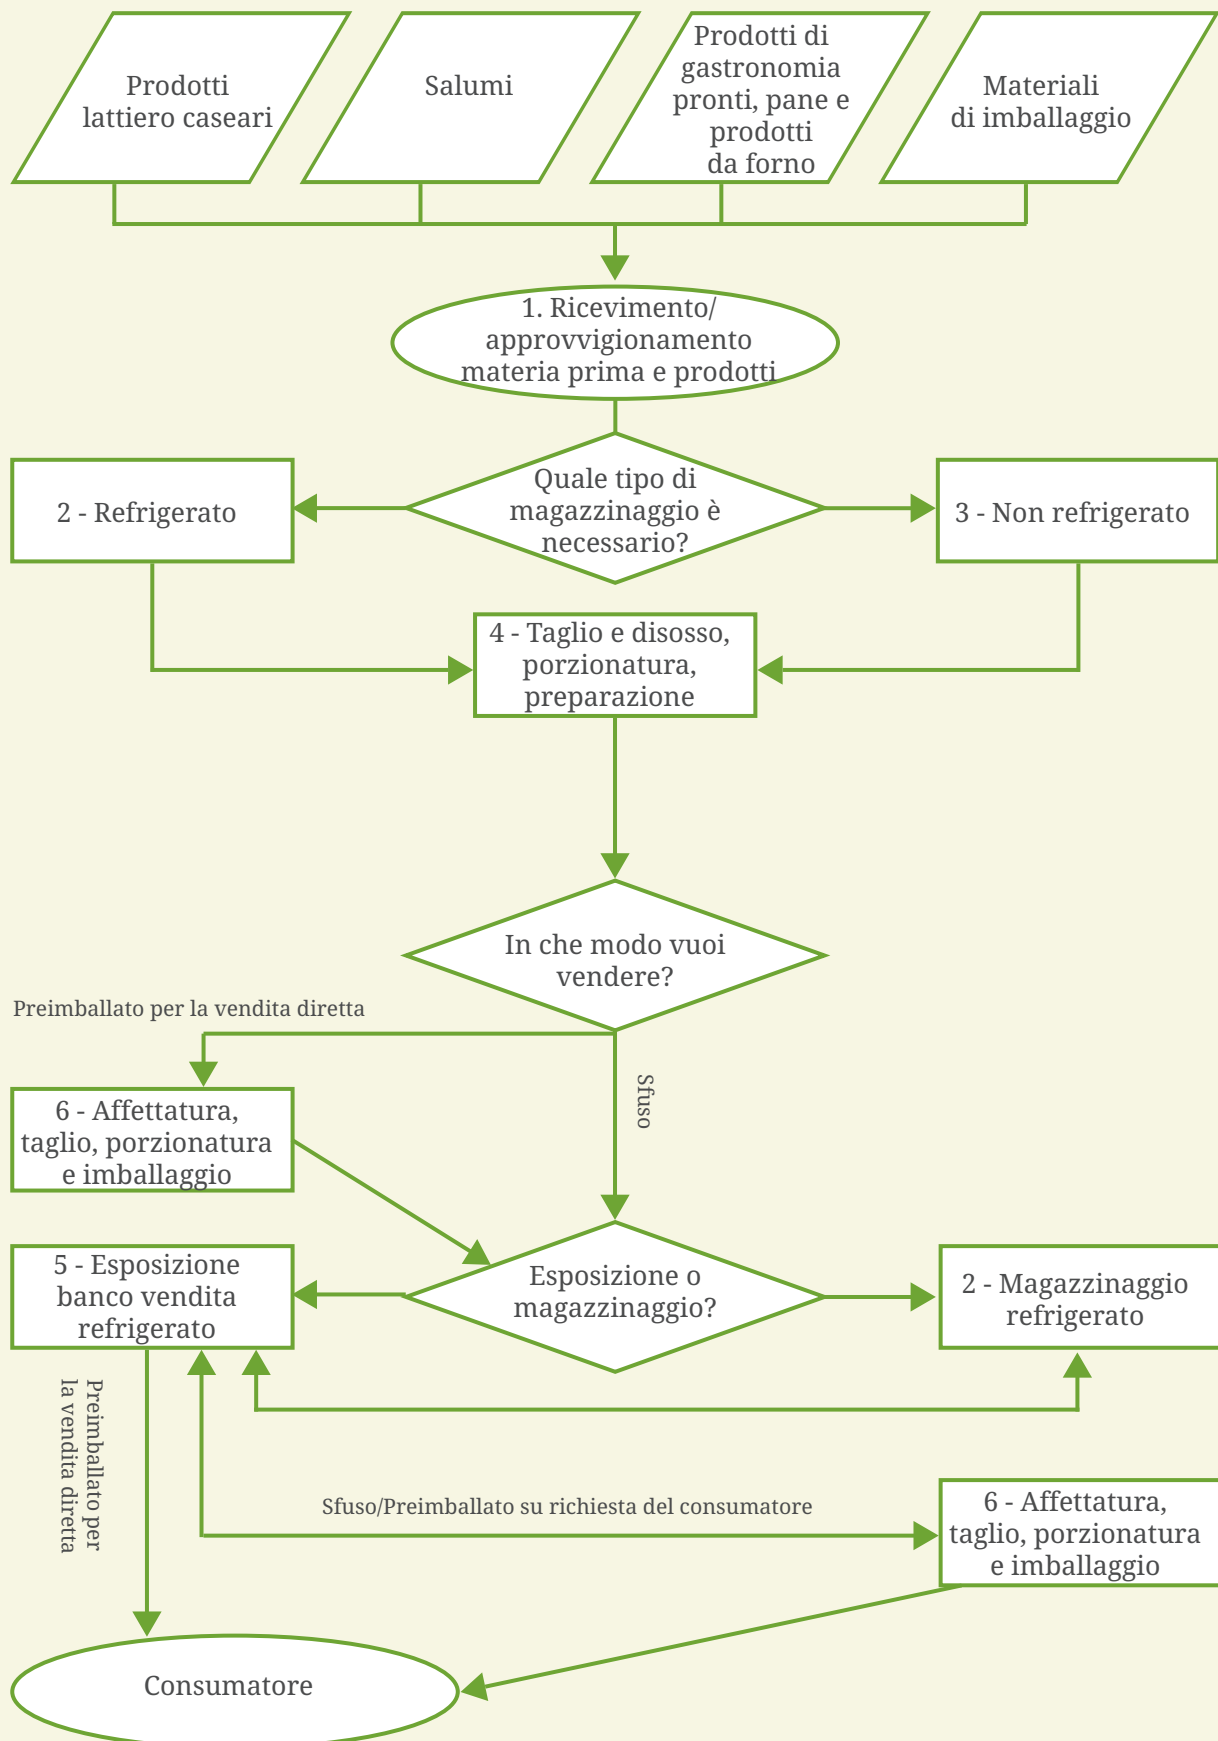 Prodotti
lattiero caseari
Salumi
Prodotti di
gastronomia
pronti, pane e
prodotti
da forno
Materiali
di imballaggio
1. Ricevimento/
approvvigionamento
materia prima e prodotti
2 - Refrigerato
Quale tipo di
magazzinaggio è
necessario?
3 - Non refrigerato
4 - Taglio e disosso,
porzionatura,
preparazione
In che modo vuoi
vendere?
Preimballato per la vendita diretta
Sfuso
6 - Affettatura,
taglio, porzionatura
e imballaggio
5 - Esposizione
banco vendita
refrigerato
Esposizione o
magazzinaggio?
2 - Magazzinaggio
refrigerato
Preimballato per
la vendita diretta
Sfuso/Preimballato su richiesta del consumatore
6 - Affettatura,
taglio, porzionatura
e imballaggio
Consumatore